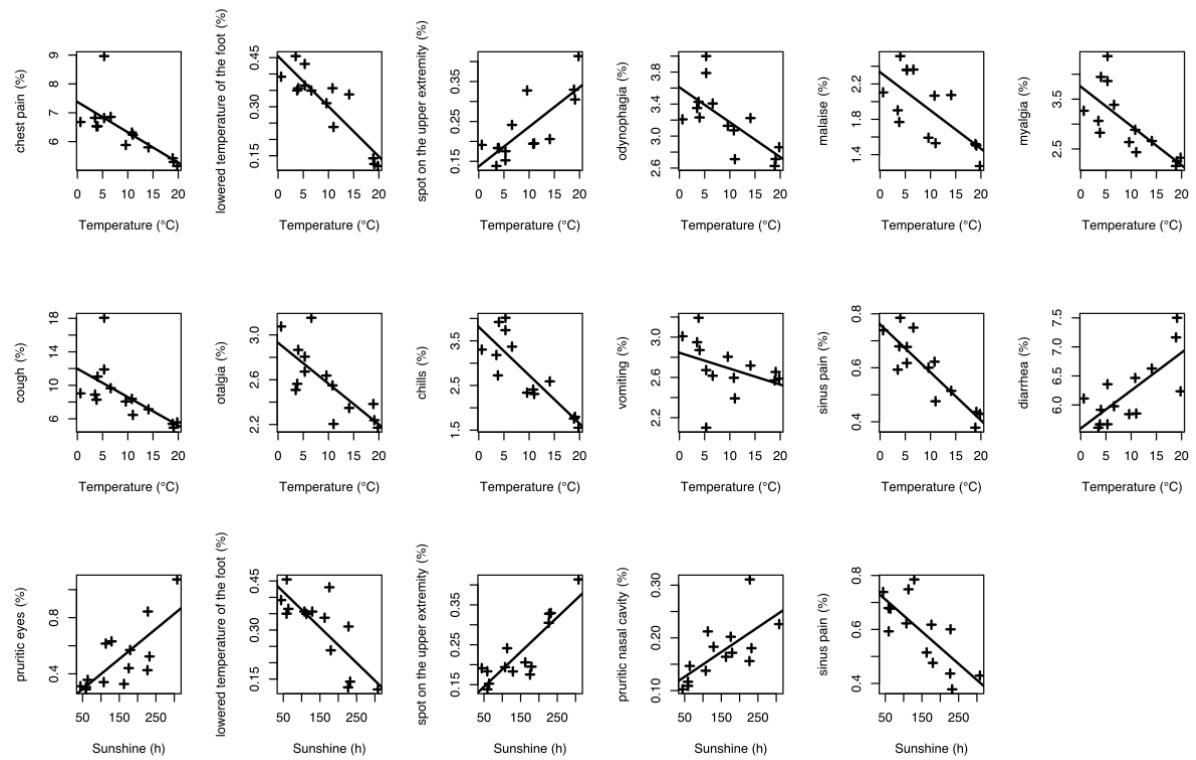 chest pain (%)
9
8
7
6
0 5 10 15 20
Temperature (°C)
lowered temperature of the foot (%)
0.45
0.30
0.15
0 5 10 15 20
Temperature (°C)
spot on the upper extremity (%)
0.35
0.25
0.15
0 5 10 15 20
Temperature (°C)
odynophagia (%)
3.8
3.4
3.0
2.6
0 5 10 15 20
Temperature (°C)
malaise (%)
2.2
1.8
1.4
0 5 10 15 20
Temperature (°C)
myalgia (%)
3.5
2.5
0 5 10 15 20
Temperature (°C)
cough (%)
18
14
10
6
0 5 10 15 20
Temperature (°C)
otalgia (%)
3.0
2.6
2.2
0 5 10 15 20
Temperature (°C)
chills (%)
3.5
2.5
1.5
0 5 10 15 20
Temperature (°C)
vomiting (%)
3.0
2.6
2.2
0 5 10 15 20
Temperature (°C)
sinus pain (%)
0.8
0.6
0.4
0 5 10 15 20
Temperature (°C)
diarrhea (%)
7.5
7.0
6.5
6.0
0 5 10 15 20
Temperature (°C)
pruritic eyes (%)
0.8
0.4
50 150 250
Sunshine (h)
lowered temperature of the foot (%)
0.45
0.30
0.15
50 150 250
Sunshine (h)
spot on the upper extremity (%)
0.35
0.25
0.15
50 150 250
Sunshine (h)
pruritic nasal cavity (%)
0.30
0.20
0.10
50 150 250
Sunshine (h)
sinus pain (%)
0.8
0.6
0.4
50 150 250
Sunshine (h)